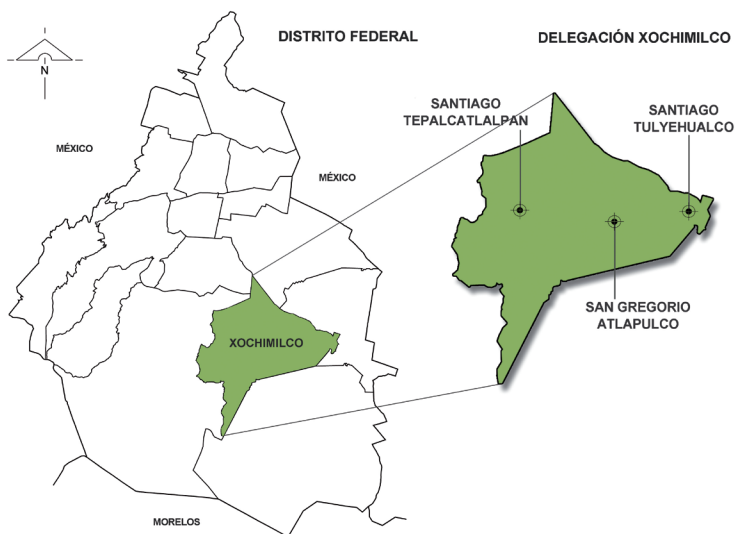 DISTRITO FEDERAL
DELEGACIÓN XOCHIMILCO
N
SANTIAGO
TEPALCATLALPAN
SANTIAGO
TULYEHUALCO
MÉXICO
MÉXICO
SAN GREGORIO
ATLAPULCO
XOCHIMILCO
MORELOS